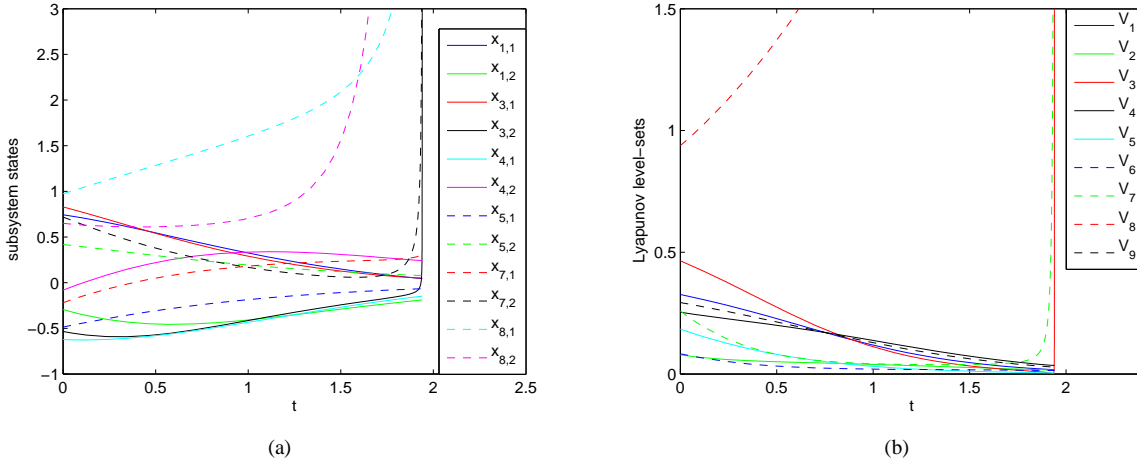 3
2.5
2
1.5
1
0.5
0
−0.5
−1
0 0.5 1 1.5 2 2.5
t
subsystem states
x1,1
x1,2
x3,1
x3,2
x4,1
x4,2
x5,1
x5,2
x7,1
x7,2
x8,1
x8,2
(a)
1.5
1
0.5
0
0 0.5 1 1.5 2
t
Lyapunov level−sets
V1
V2
V3
V4
V5
V6
V7
V8
V9
(b)